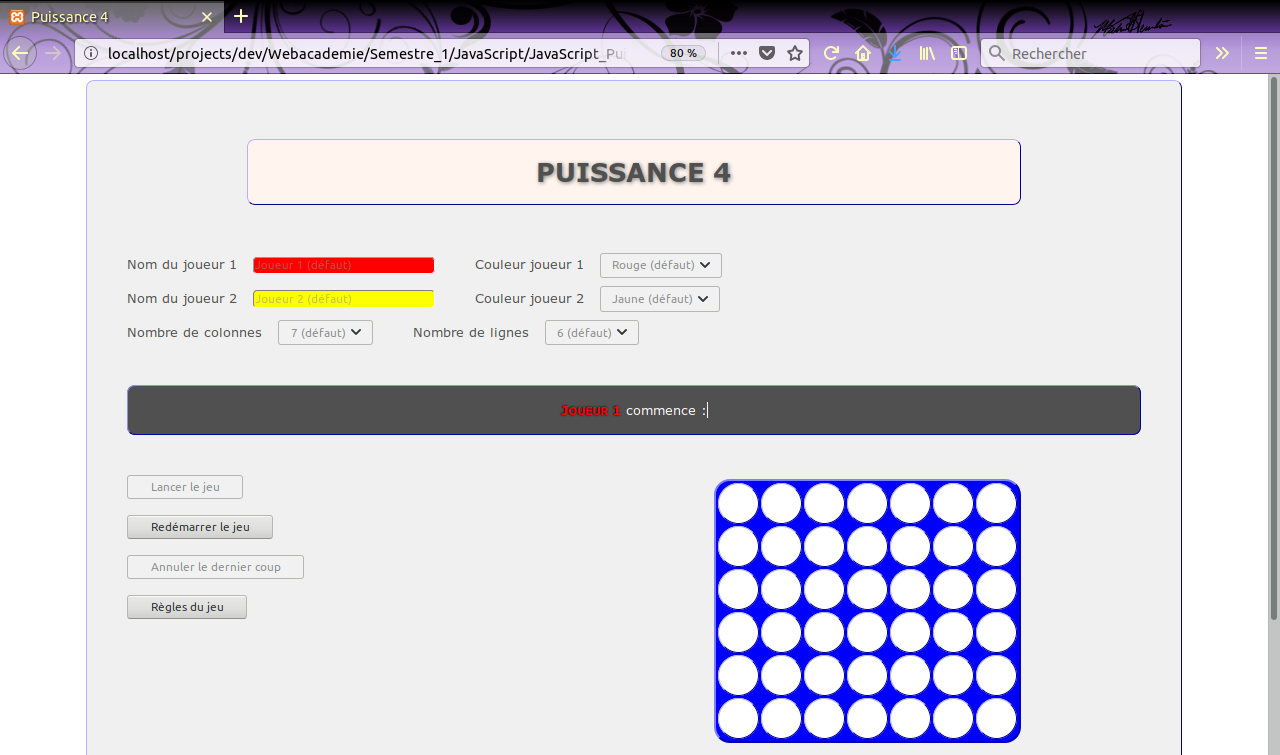 Puissance 4
localhost/projects/dev/Webacademie/Semestre_1/JavaScript/JavaScript_Pui
80 %
Rechercher
PUISSANCE 4
Nom du joueur 1 Joueur 1 (défaut) Couleur joueur 1 Rouge (défaut)
Nom du joueur 2 Joueur 2 (défaut) Couleur joueur 2 Jaune (défaut)
Nombre de colonnes 7 (défaut) Nombre de lignes 6 (défaut)
JOUEUR 1 commence :
Lancer le jeu
Redémarrer le jeu
Annuler le dernier coup
Règles du jeu